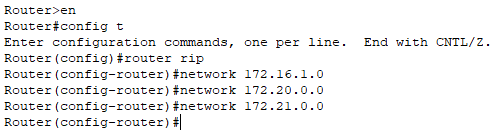 Router>en
Router#config t
Enter configuration commands, one per line.  End with CNTL/Z.
Router(config)#router rip
Router(config-router)#network 172.16.1.0
Router(config-router)#network 172.20.0.0
Router(config-router)#network 172.21.0.0
Router(config-router)#